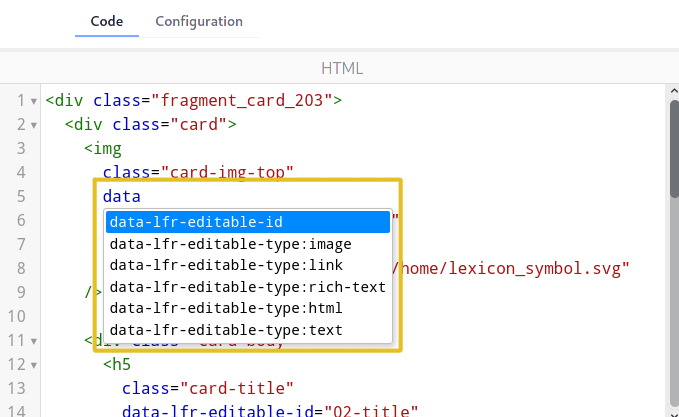 Code Configuration
HTML
1 <div class="fragment_card_203">
2 <div class="card">
3 <img
4 class="card-img-top"
5 data
6 data-lfr-editable-id "
7 data-lfr-editable-type:image
8 data-lfr-editable-type:link /home/lexicon_symbol.svg"
9 /> data-lfr-editable-type:rich-text
10 data-lfr-editable-type:html
11 <div data-lfr-editable-type:text
12 <h5
13 class="card-title"
14 data-lfr-editable-id="02-title"